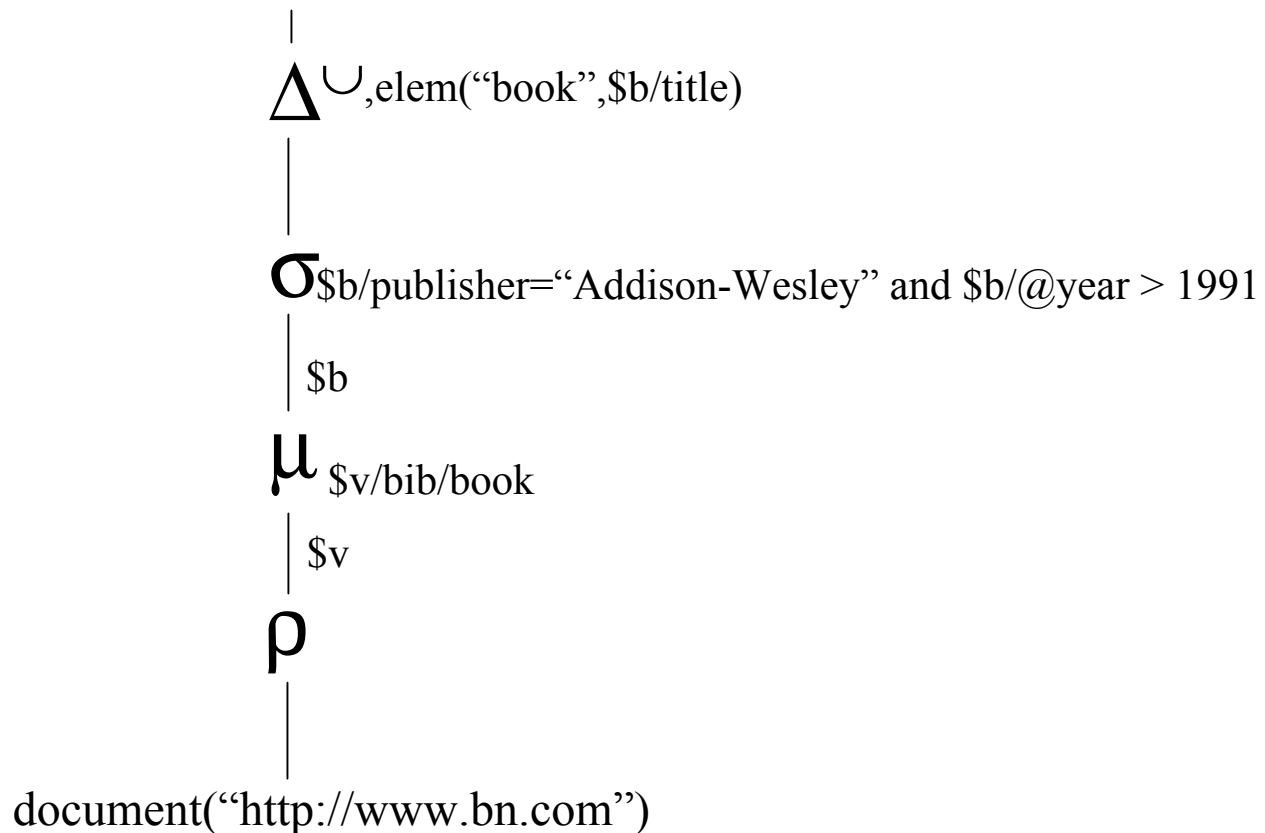 Δ∪,elem(“book”,$b/title)
σ$b/publisher=“Addison-Wesley” and $b/@year > 1991
$b
μ $v/bib/book
$v
ρ
document(“http://www.bn.com”)